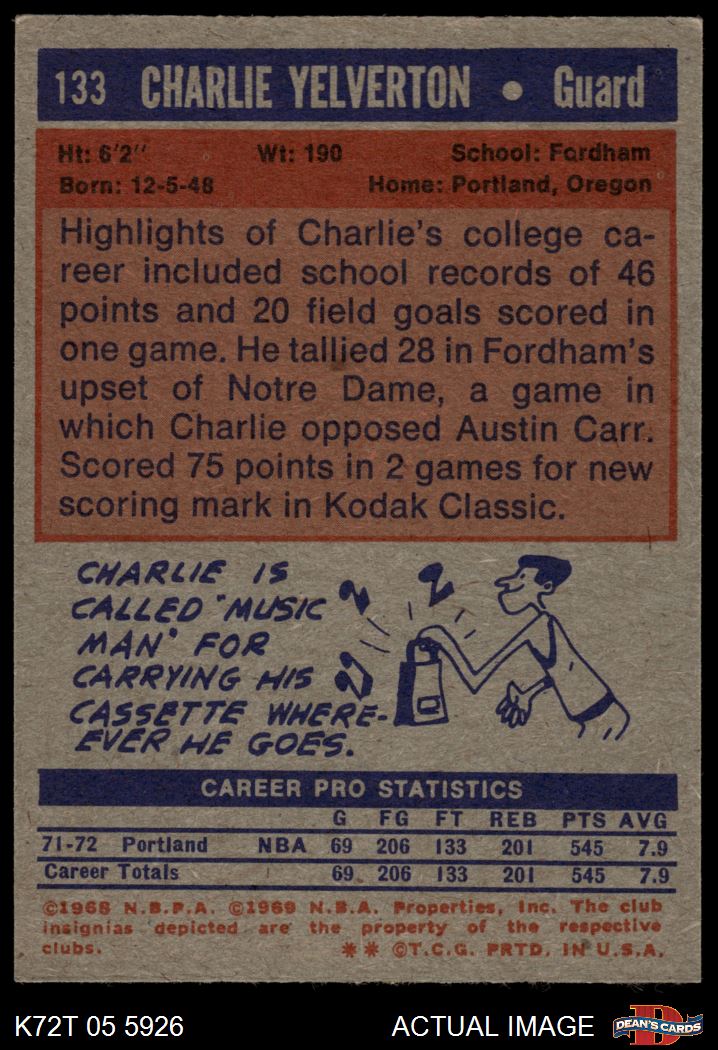 133 CHARLIE YELVERTON • Guard
Ht: 6'2" Wt: 190 School: Fordham
Born: 12-5-48 Home: Portland, Oregon
Highlights of Charlie's college ca-
reer included school records of 46
points and 20 field goals scored in
one game. He tallied 28 in Fordham's
upset of Notre Dame, a game in
which Charlie opposed Austin Carr.
Scored 75 points in 2 games for new
scoring mark in Kodak Classic.
CHARLIE IS
CALLED "MUSIC
MAN" FOR
CARRYING HIS
CASSETTE WHERE-
EVER HE GOES.
CAREER PRO STATISTICS
G FG FT REB PTS AVG
71-72 Portland NBA 69 206 133 201 545 7.9
Career Totals 69 206 133 201 545 7.9
©1968 N.B.P.A. ©1969 N.B.A. Properties, Inc. The club
insignias depicted are the property of the respective
clubs. ** ©T.C.G. PRTD. IN U.S.A.
K72T 05 5926 ACTUAL IMAGE D DEAN'S CARDS